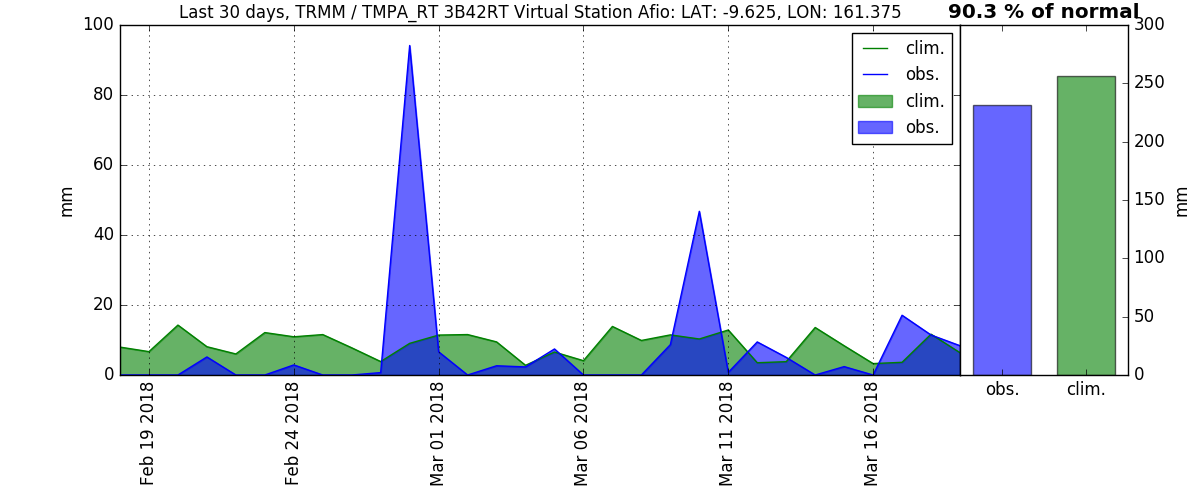 Last 30 days, TRMM / TMPA_RT 3B42RT Virtual Station Afio: LAT: -9.625, LON: 161.375
90.3 % of normal
100
80
60
40
20
0
mm
clim.
obs.
clim.
obs.
300
250
200
150
100
50
0
mm
Feb 19 2018
Feb 24 2018
Mar 01 2018
Mar 06 2018
Mar 11 2018
Mar 16 2018
obs.
clim.